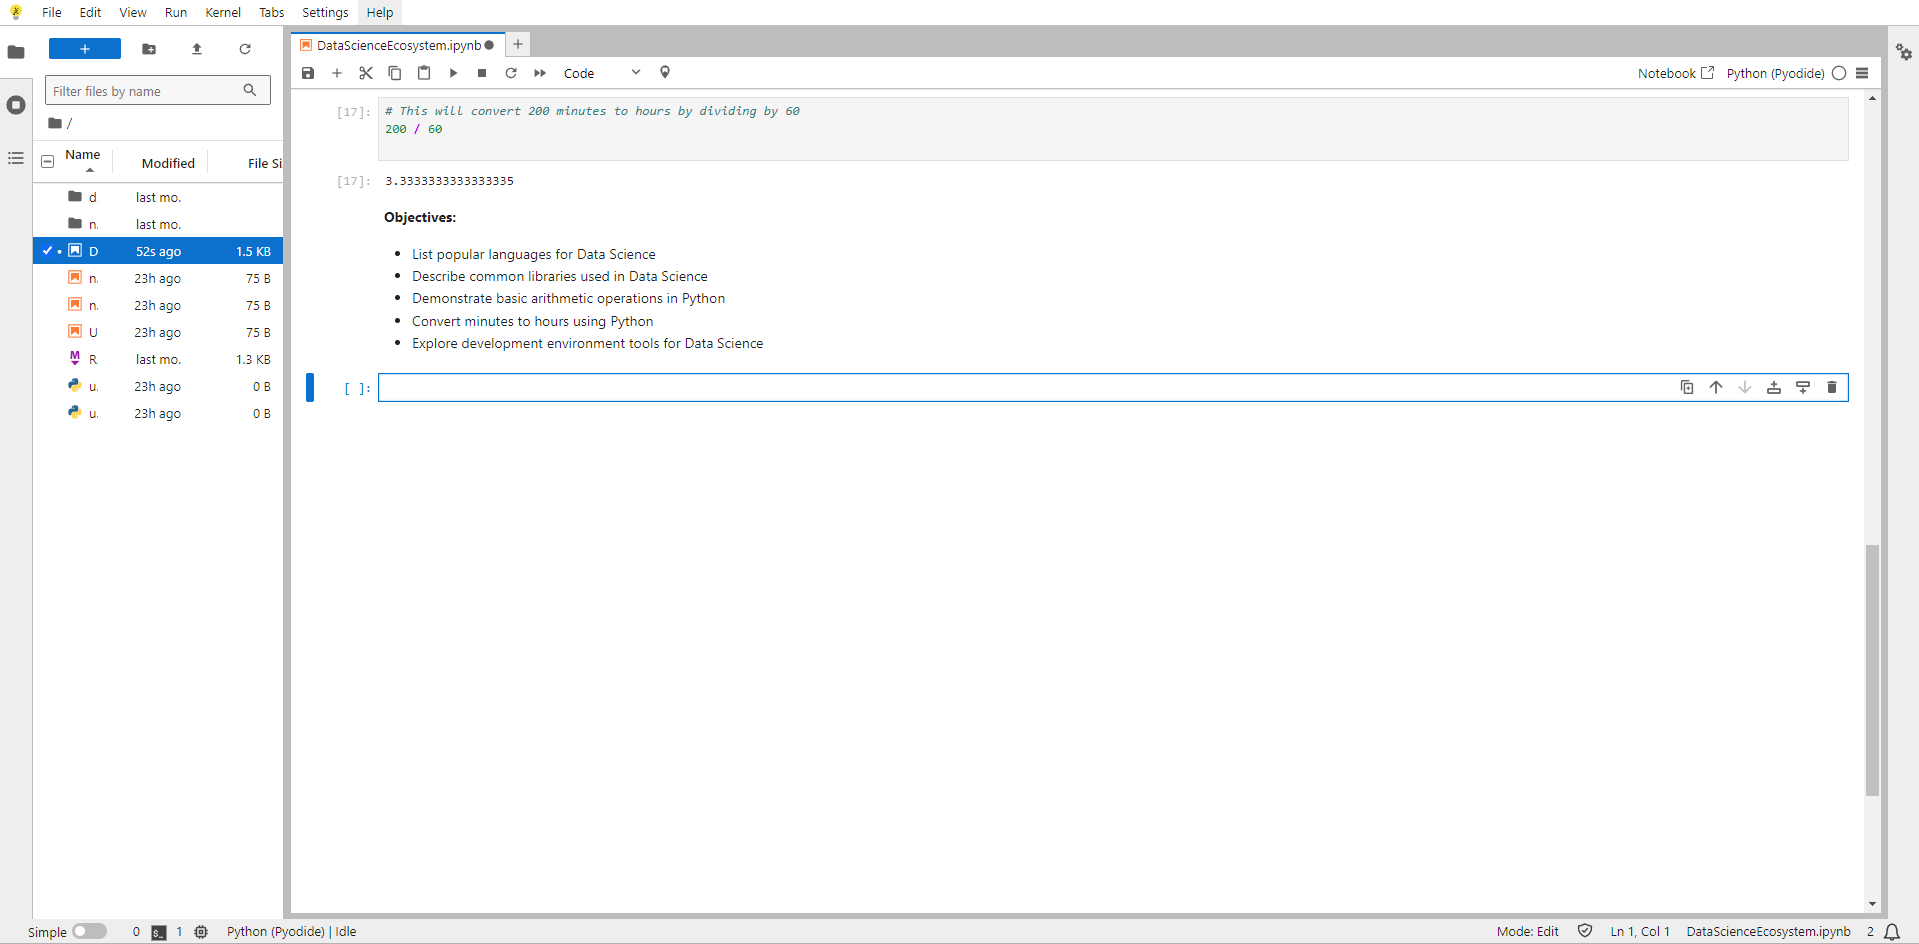 File Edit View Run Kernel Tabs Settings Help
DataScienceEcosystem.ipynb
Code
Notebook
Python (Pyodide)
Filter files by name
/
Name Modified File Si
d last mo.
n. last mo.
D 52s ago 1.5 KB
n. 23h ago 75 B
n. 23h ago 75 B
U 23h ago 75 B
R last mo. 1.3 KB
u. 23h ago 0 B
u. 23h ago 0 B
[17]: # This will convert 200 minutes to hours by dividing by 60
200 / 60
[17]: 3.3333333333333335
Objectives:
• List popular languages for Data Science
• Describe common libraries used in Data Science
• Demonstrate basic arithmetic operations in Python
• Convert minutes to hours using Python
• Explore development environment tools for Data Science
[ ]:
Simple 0 $_ 1 Python (Pyodide) | Idle Mode: Edit Ln 1, Col 1 DataScienceEcosystem.ipynb 2